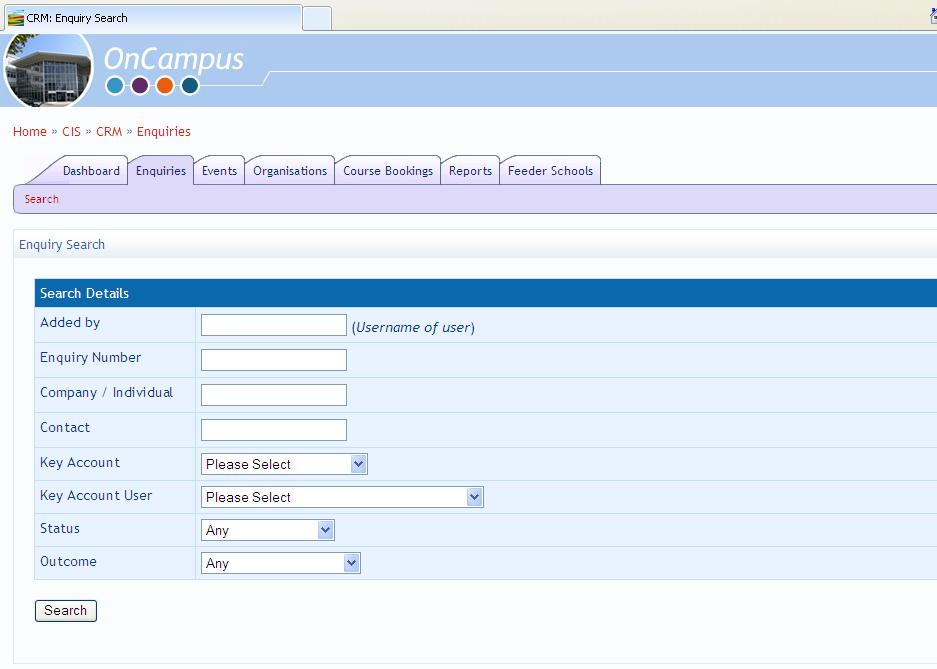 CRM: Enquiry Search
OnCampus
Home » CIS » CRM » Enquiries
Dashboard Enquiries Events Organisations Course Bookings Reports Feeder Schools
Search
Enquiry Search
Search Details
Added by (Username of user)
Enquiry Number
Company / Individual
Contact
Key Account Please Select
Key Account User Please Select
Status Any
Outcome Any
Search